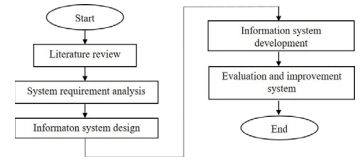 Start
Literature review
System requirement analysis
Informaton system design
Information system
development
Evaluation and improvement
system
End